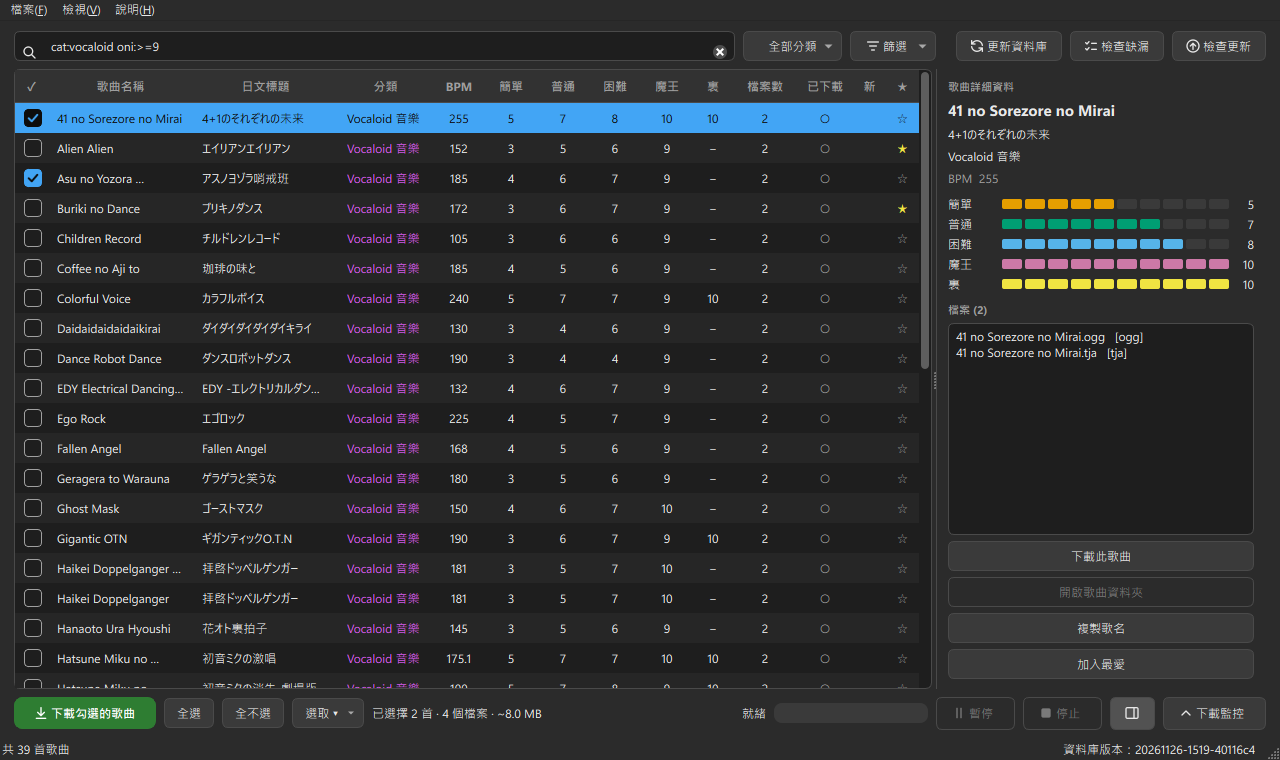 檔案(F) 檢視(V) 說明(H)
cat:vocaloid oni:>=9 全部分類 篩選 更新資料庫 檢查缺漏 檢查更新
✓ 歌曲名稱 日文標題 分類 BPM 簡單 普通 困難 魔王 裏 檔案數 已下載 新 ★
41 no Sorezore no Mirai 4+1のそれぞれの未来 Vocaloid 音樂 255 5 7 8 10 10 2 ○ ☆
Alien Alien エイリアンエイリアン Vocaloid 音樂 152 3 5 6 9 – 2 ○ ★
Asu no Yozora ... アスノヨゾラ哨戒班 Vocaloid 音樂 185 4 6 7 9 – 2 ○ ☆
Buriki no Dance ブリキノダンス Vocaloid 音樂 172 3 6 7 9 – 2 ○ ★
Children Record チルドレンレコード Vocaloid 音樂 105 3 6 6 9 – 2 ○ ☆
Coffee no Aji to 珈琲の味と Vocaloid 音樂 185 4 5 6 9 – 2 ○ ☆
Colorful Voice カラフルボイス Vocaloid 音樂 240 5 7 7 9 10 2 ○ ☆
Daidaidaidaidaikirai ダイダイダイダイダイキライ Vocaloid 音樂 130 3 4 6 9 – 2 ○ ☆
Dance Robot Dance ダンスロボットダンス Vocaloid 音樂 190 3 4 4 9 – 2 ○ ☆
EDY Electrical Dancing... EDY -エレクトリカルダン... Vocaloid 音樂 132 4 6 7 9 – 2 ○ ☆
Ego Rock エゴロック Vocaloid 音樂 225 4 5 7 9 – 2 ○ ☆
Fallen Angel Fallen Angel Vocaloid 音樂 168 4 5 6 9 – 2 ○ ☆
Geragera to Warauna ゲラゲラと笑うな Vocaloid 音樂 180 3 5 6 9 – 2 ○ ☆
Ghost Mask ゴーストマスク Vocaloid 音樂 150 4 6 7 10 – 2 ○ ☆
Gigantic OTN ギガンティックO.T.N Vocaloid 音樂 190 3 6 7 9 10 2 ○ ☆
Haikei Doppelganger ... 拝啓ドッペルゲンガー Vocaloid 音樂 181 3 5 7 10 – 2 ○ ☆
Haikei Doppelganger 拝啓ドッペルゲンガー Vocaloid 音樂 181 3 5 7 10 – 2 ○ ☆
Hanaoto Ura Hyoushi 花オト裏拍子 Vocaloid 音樂 145 3 5 6 9 – 2 ○ ☆
Hatsune Miku no ... 初音ミクの激唱 Vocaloid 音樂 175.1 5 7 7 10 10 2 ○ ☆
歌曲詳細資料
41 no Sorezore no Mirai
4+1のそれぞれの未来
Vocaloid 音樂
BPM 255
簡單 5
普通 7
困難 8
魔王 10
裏 10
檔案 (2)
41 no Sorezore no Mirai.ogg [ogg]
41 no Sorezore no Mirai.tja [tja]
下載此歌曲
開啟歌曲資料夾
複製歌名
加入最愛
下載勾選的歌曲 全選 全不選 選取 ▾ 已選擇 2 首 · 4 個檔案 · ~8.0 MB 就緒 暫停 停止 下載監控
共 39 首歌曲 資料庫版本：20261126-1519-40116c4